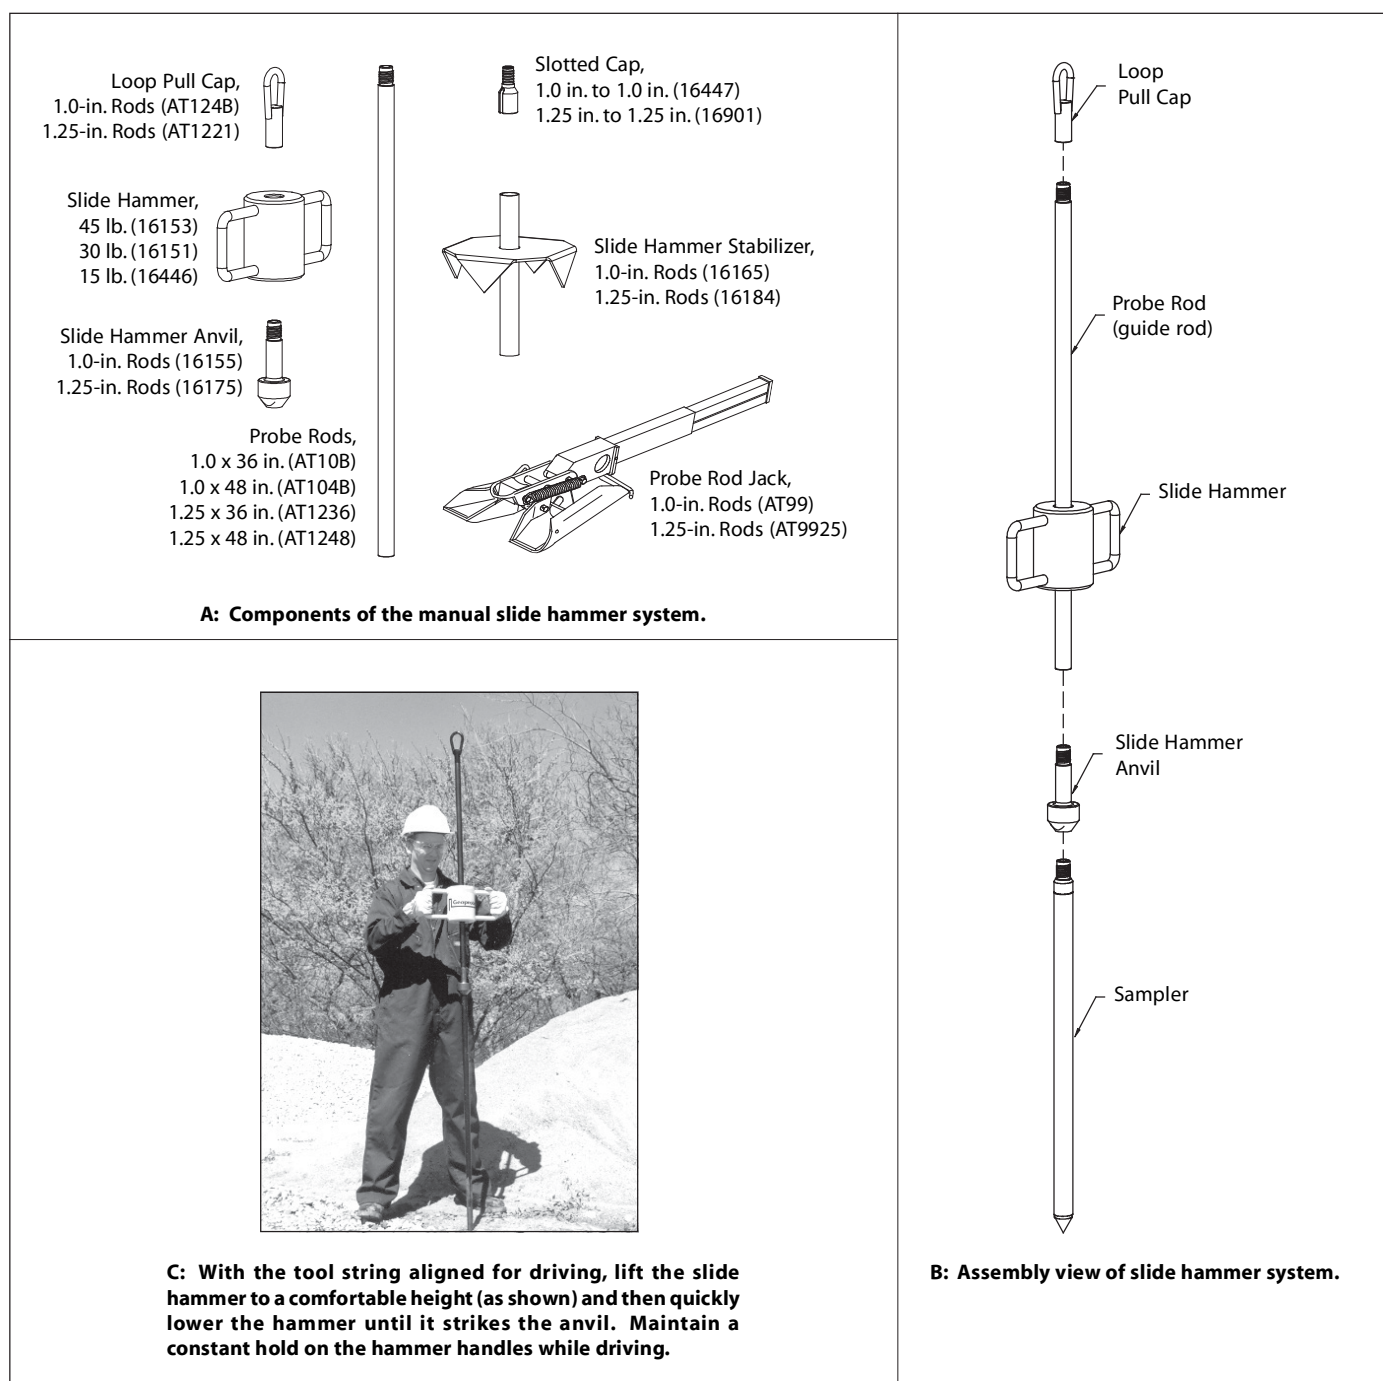 Loop Pull Cap,
1.0-in. Rods (AT124B)
1.25-in. Rods (AT1221)
Slotted Cap,
1.0 in. to 1.0 in. (16447)
1.25 in. to 1.25 in. (16901)
Slide Hammer,
45 lb. (16153)
30 lb. (16151)
15 lb. (16446)
Slide Hammer Stabilizer,
1.0-in. Rods (16165)
1.25-in. Rods (16184)
Slide Hammer Anvil,
1.0-in. Rods (16155)
1.25-in. Rods (16175)
Probe Rods,
1.0 x 36 in. (AT10B)
1.0 x 48 in. (AT104B)
1.25 x 36 in. (AT1236)
1.25 x 48 in. (AT1248)
Probe Rod Jack,
1.0-in. Rods (AT99)
1.25-in. Rods (AT9925)
A: Components of the manual slide hammer system.
C: With the tool string aligned for driving, lift the slide
hammer to a comfortable height (as shown) and then quickly
lower the hammer until it strikes the anvil. Maintain a
constant hold on the hammer handles while driving.
Loop
Pull Cap
Probe Rod
(guide rod)
Slide Hammer
Slide Hammer
Anvil
Sampler
B: Assembly view of slide hammer system.